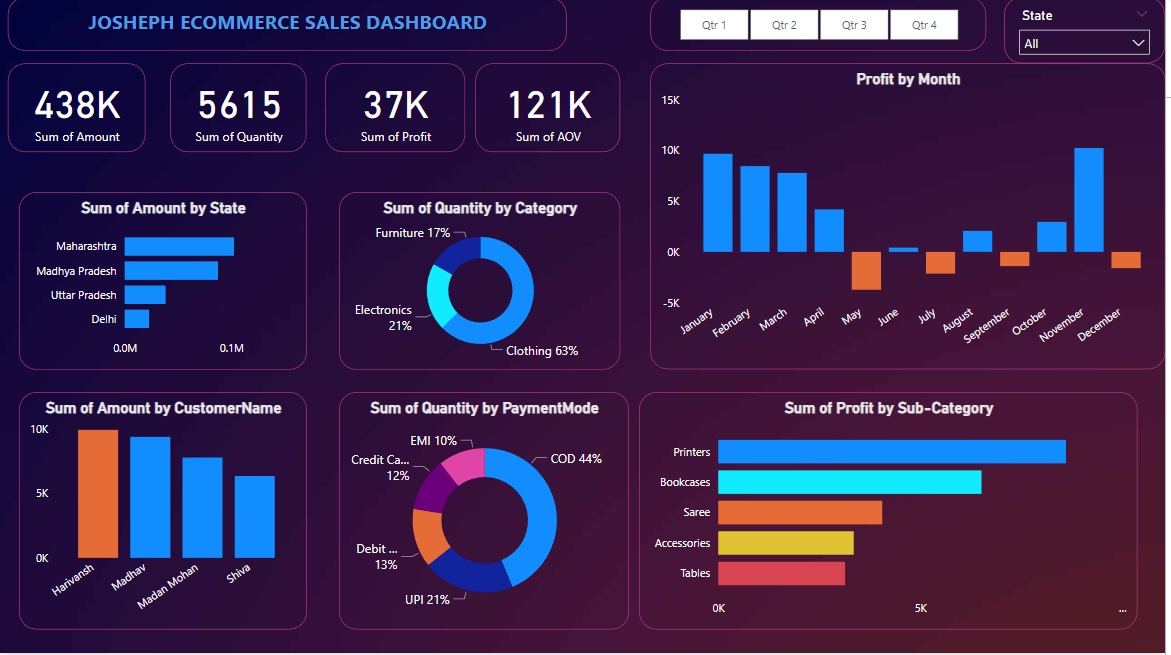 JOSHEPH ECOMMERCE SALES DASHBOARD
Qtr 1
Qtr 2
Qtr 3
Qtr 4
State
All
438K
Sum of Amount
5615
Sum of Quantity
37K
Sum of Profit
121K
Sum of AOV
Profit by Month
15K
10K
5K
0K
-5K
January
February
March
April
May
June
July
August
September
October
November
December
Sum of Amount by State
Maharashtra
Madhya Pradesh
Uttar Pradesh
Delhi
0.0M
0.1M
Sum of Quantity by Category
Furniture 17%
Electronics
21%
Clothing 63%
Sum of Amount by CustomerName
10K
5K
0K
Harivansh
Madhav
Madan Mohan
Shiva
Sum of Quantity by PaymentMode
EMI 10%
Credit Ca...
12%
COD 44%
Debit ...
13%
UPI 21%
Sum of Profit by Sub-Category
Printers
Bookcases
Saree
Accessories
Tables
0K
5K
...